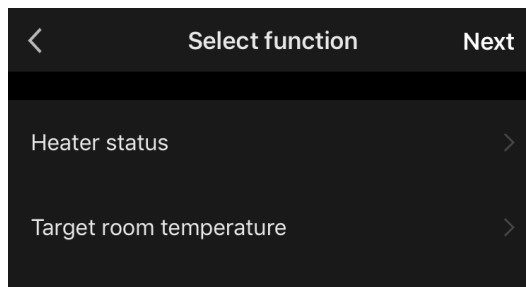 Select function
Next
Heater status
Target room temperature